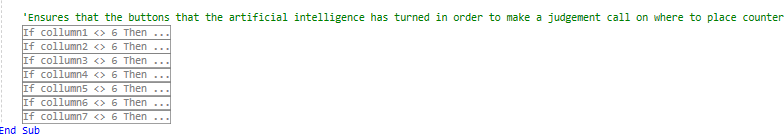 'Ensures that the buttons that the artificial intelligence has turned in order to make a judgement call on where to place counter
If collumn1 <> 6 Then ...
If collumn2 <> 6 Then ...
If collumn3 <> 6 Then ...
If collumn4 <> 6 Then ...
If collumn5 <> 6 Then ...
If collumn6 <> 6 Then ...
If collumn7 <> 6 Then ...
End Sub